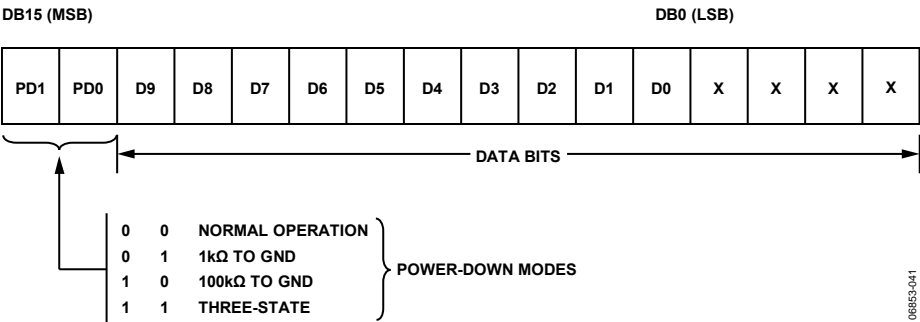 DB15 (MSB) DB0 (LSB)
PD1 PD0 D9 D8 D7 D6 D5 D4 D3 D2 D1 D0 X X X X
DATA BITS
0 0 NORMAL OPERATION
0 1 1kΩ TO GND
1 0 100kΩ TO GND
1 1 THREE-STATE
POWER-DOWN MODES
06853-041